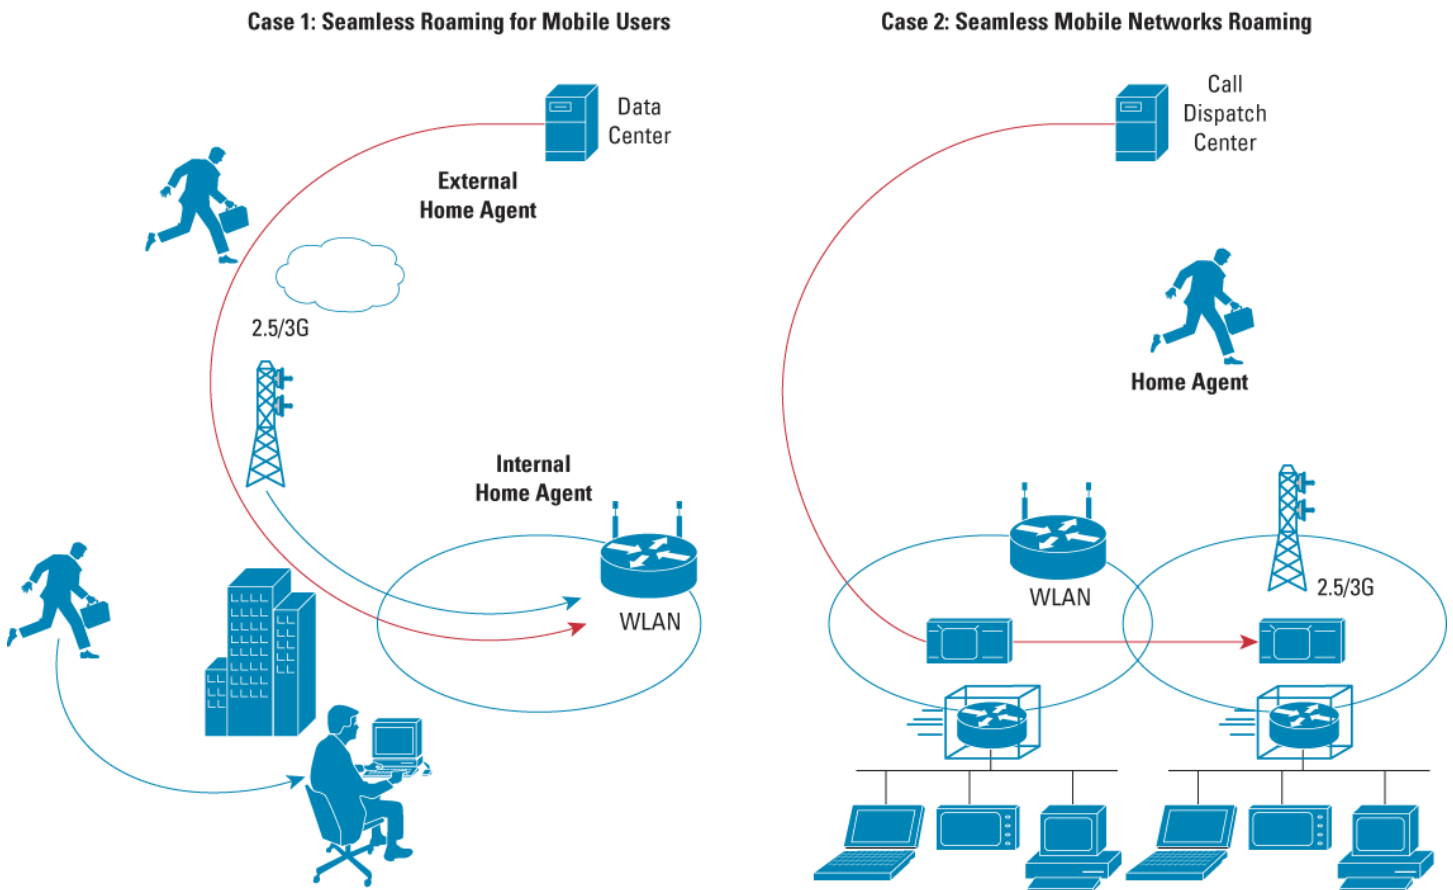 Case 1: Seamless Roaming for Mobile Users
Data
Center
External
Home Agent
2.5/3G
Internal
Home Agent
WLAN
Case 2: Seamless Mobile Networks Roaming
Call
Dispatch
Center
Home Agent
WLAN
2.5/3G